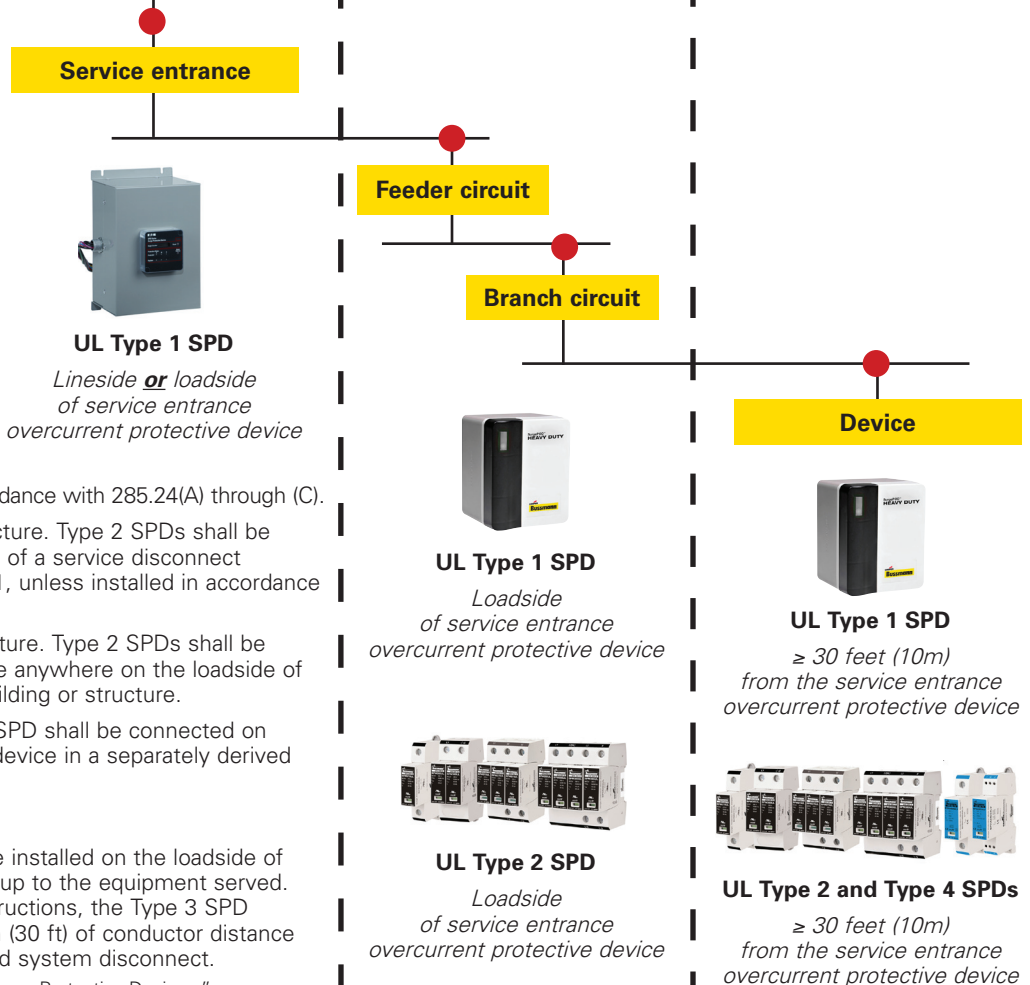 Service entrance
Feeder circuit
Branch circuit
Device
UL Type 1 SPD
Lineside or loadside
of service entrance
overcurrent protective device
dance with 285.24(A) through (C).
cture. Type 2 SPDs shall be
of a service disconnect
, unless installed in accordance
ture. Type 2 SPDs shall be
e anywhere on the loadside of
ilding or structure.
SPD shall be connected on
device in a separately derived
e installed on the loadside of
up to the equipment served.
ructions, the Type 3 SPD
(30 ft) of conductor distance
d system disconnect.
HEAVY DUTY
Bussmann
UL Type 1 SPD
Loadside
of service entrance
overcurrent protective device
UL Type 2 SPD
Loadside
of service entrance
overcurrent protective device
HEAVY DUTY
Bussmann
UL Type 1 SPD
≥ 30 feet (10m)
from the service entrance
overcurrent protective device
UL Type 2 and Type 4 SPDs
≥ 30 feet (10m)
from the service entrance
overcurrent protective device